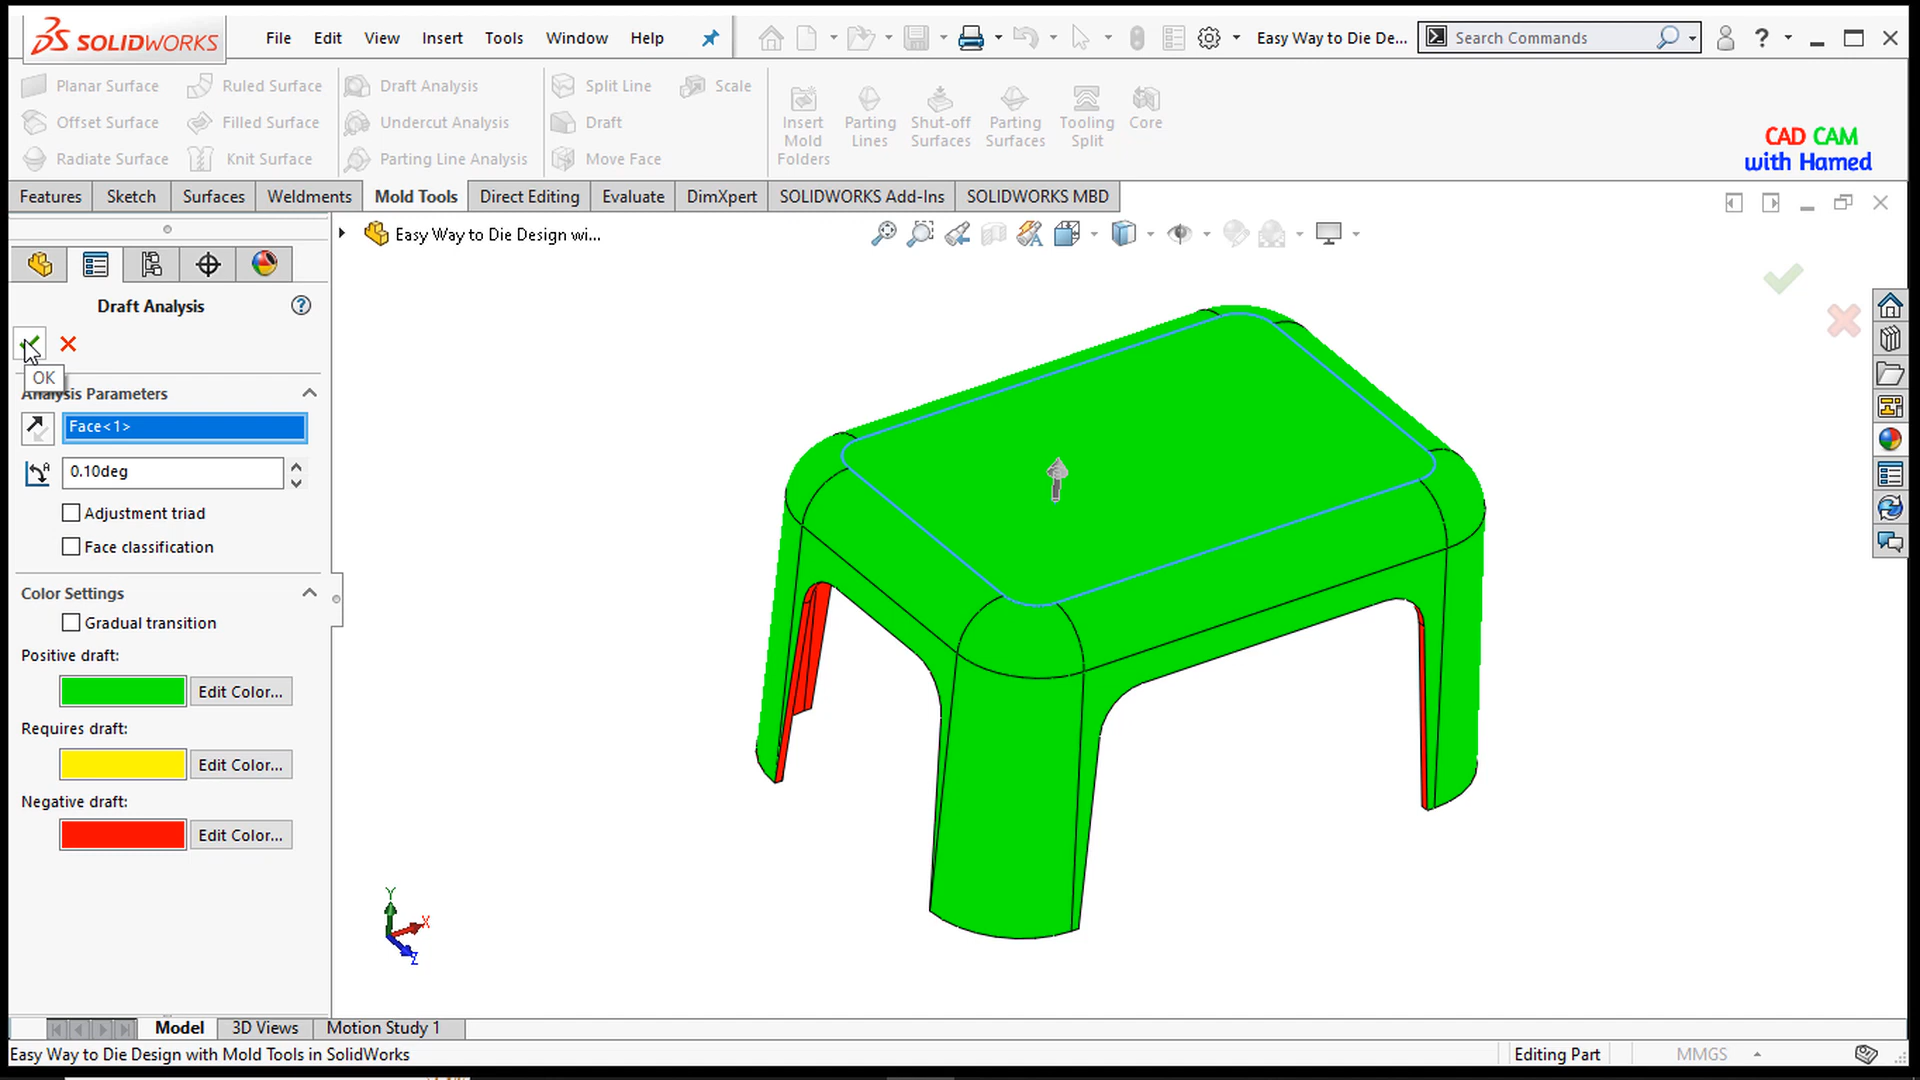 SOLIDWORKS File Edit View Insert Tools Window Help Easy Way to Die De... Search Commands ?
Planar Surface Ruled Surface Draft Analysis Split Line Scale
Offset Surface Filled Surface Undercut Analysis Draft
Radiate Surface Knit Surface Parting Line Analysis Move Face
Insert Mold Folders
Parting Lines
Shut-off Surfaces
Parting Surfaces
Tooling Split
Core
CAD CAM
with Hamed
Features Sketch Surfaces Weldments Mold Tools Direct Editing Evaluate DimXpert SOLIDWORKS Add-Ins SOLIDWORKS MBD
Easy Way to Die Design wi...
Draft Analysis ?
OK
Analysis Parameters
Face<1>
0.10deg
Adjustment triad
Face classification
Color Settings
Gradual transition
Positive draft:
Edit Color...
Requires draft:
Edit Color...
Negative draft:
Edit Color...
Y
X
Z
Model 3D Views Motion Study 1
Easy Way to Die Design with Mold Tools in SolidWorks Editing Part MMGS